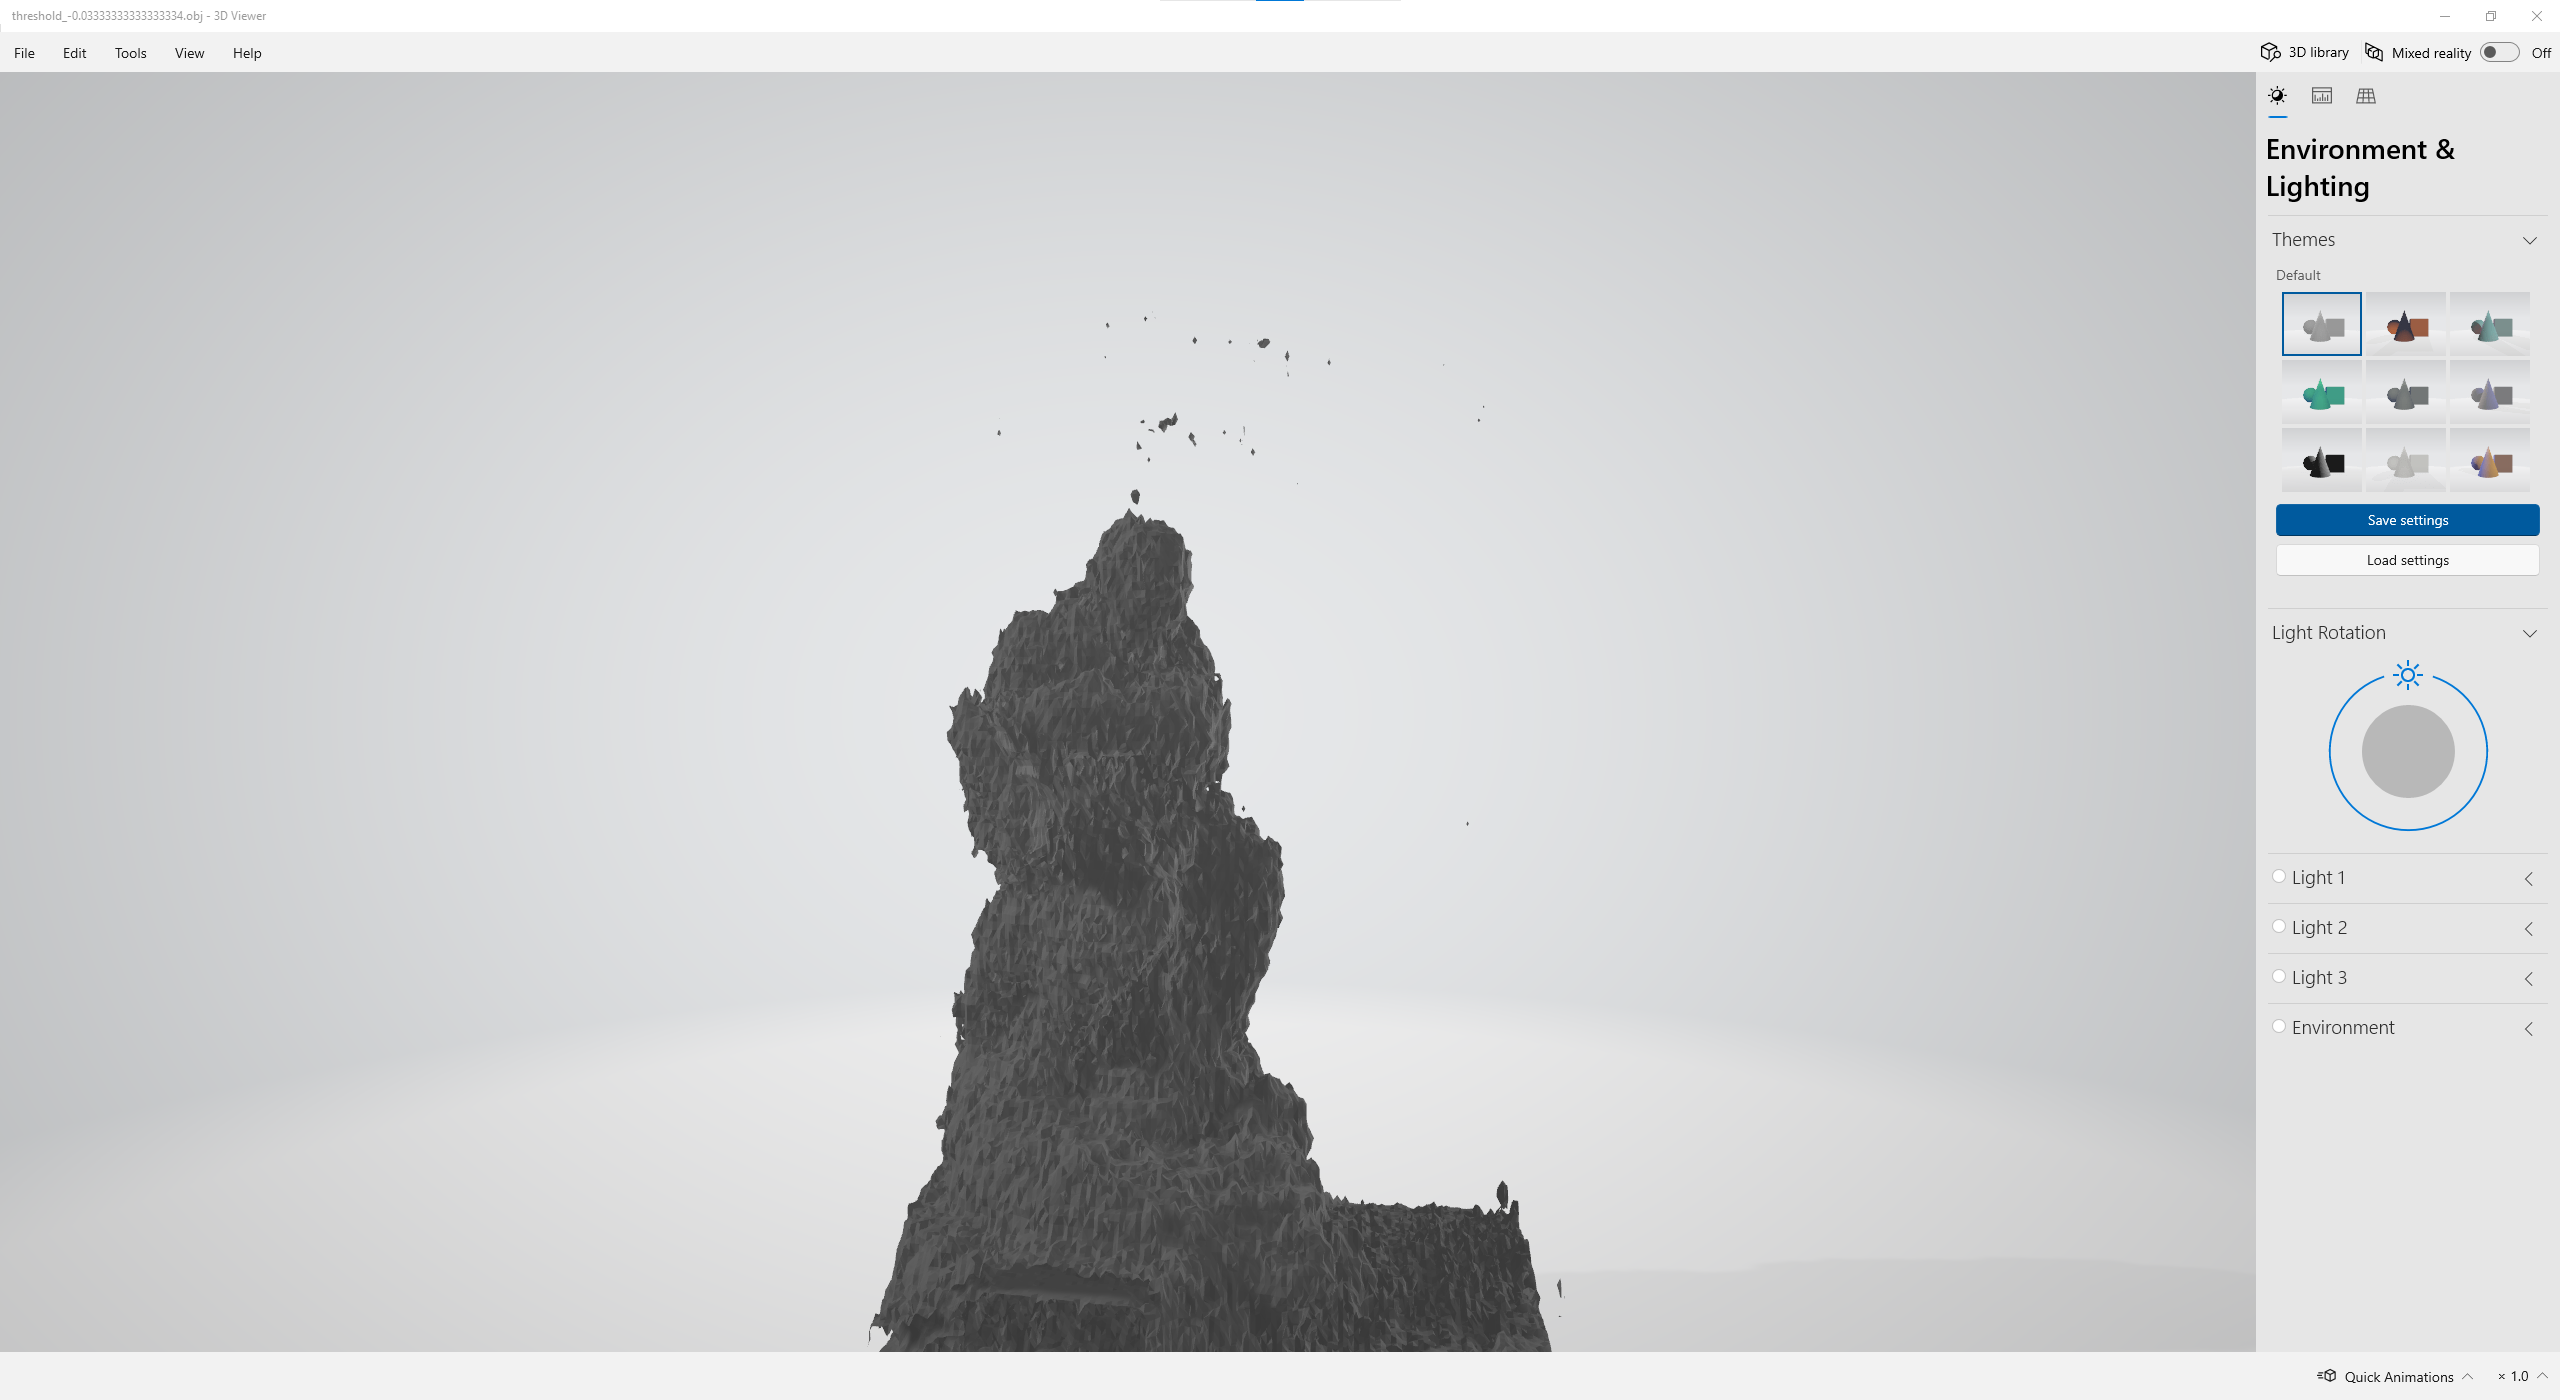 threshold_-0.03333333333333334.obj - 3D Viewer
File Edit Tools View Help
3D library Mixed reality Off
Environment &
Lighting
Themes
Default
Save settings
Load settings
Light Rotation
Light 1
Light 2
Light 3
Environment
Quick Animations × 1.0